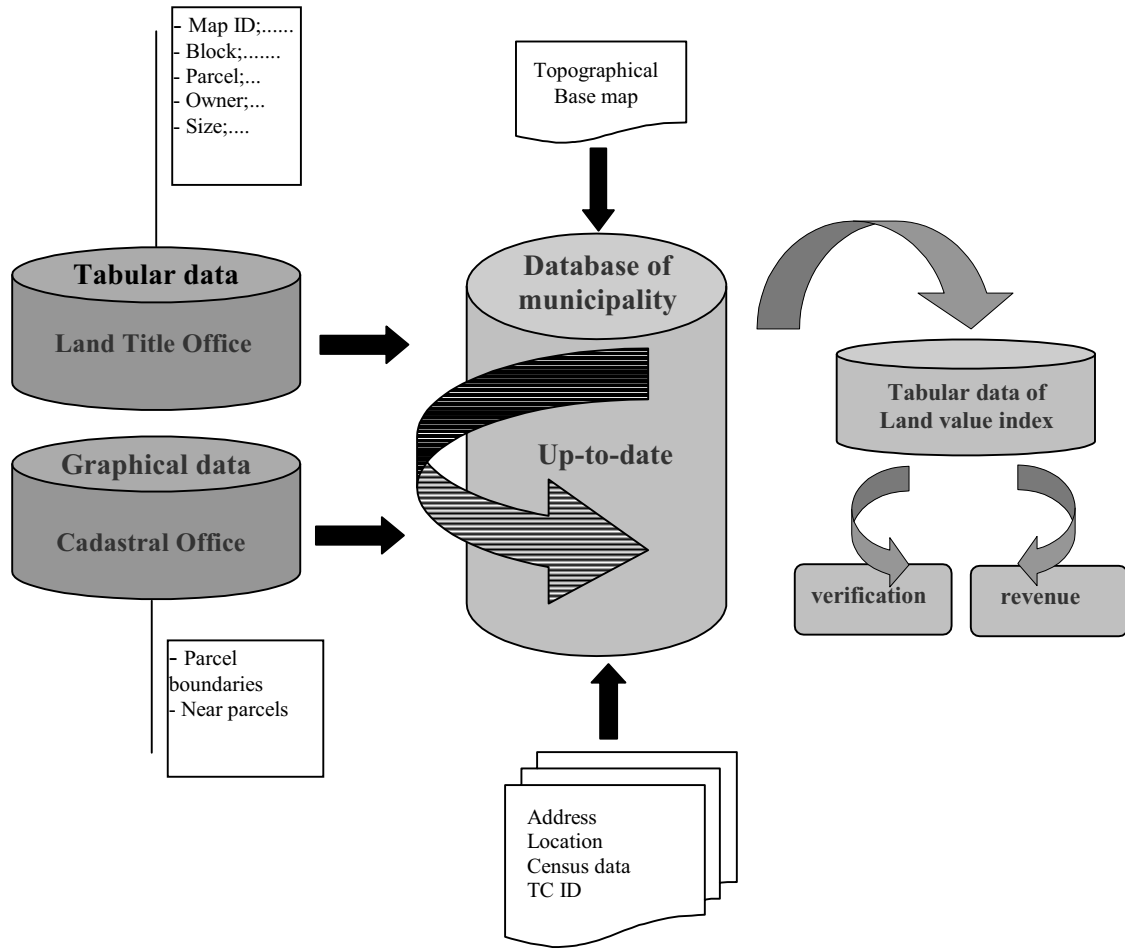 - Map ID;......
- Block;.......
- Parcel;...
- Owner;...
- Size;....
Topographical
Base map
Tabular data
Land Title Office
Database of
municipality
Up-to-date
Graphical data
Cadastral Office
- Parcel
boundaries
- Near parcels
Address
Location
Census data
TC ID
Tabular data of
Land value index
verification
revenue